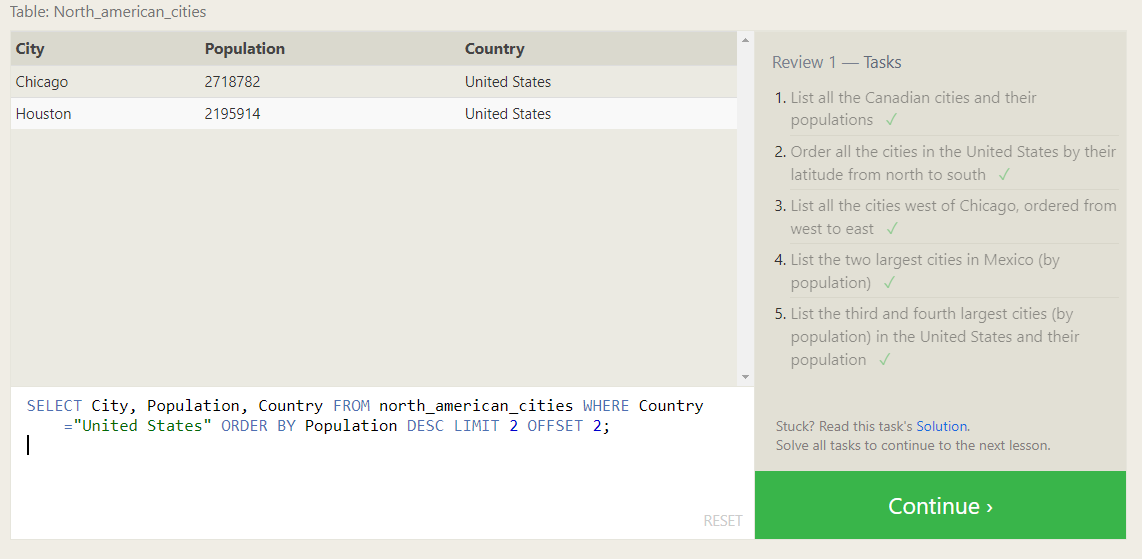 Table: North_american_cities
City Population Country
Chicago 2718782 United States
Houston 2195914 United States
Review 1 — Tasks
1. List all the Canadian cities and their
populations ✓
2. Order all the cities in the United States by their
latitude from north to south ✓
3. List all the cities west of Chicago, ordered from
west to east ✓
4. List the two largest cities in Mexico (by
population) ✓
5. List the third and fourth largest cities (by
population) in the United States and their
population ✓
SELECT City, Population, Country FROM north_american_cities WHERE Country
="United States" ORDER BY Population DESC LIMIT 2 OFFSET 2;
RESET
Stuck? Read this task's Solution.
Solve all tasks to continue to the next lesson.
Continue ›